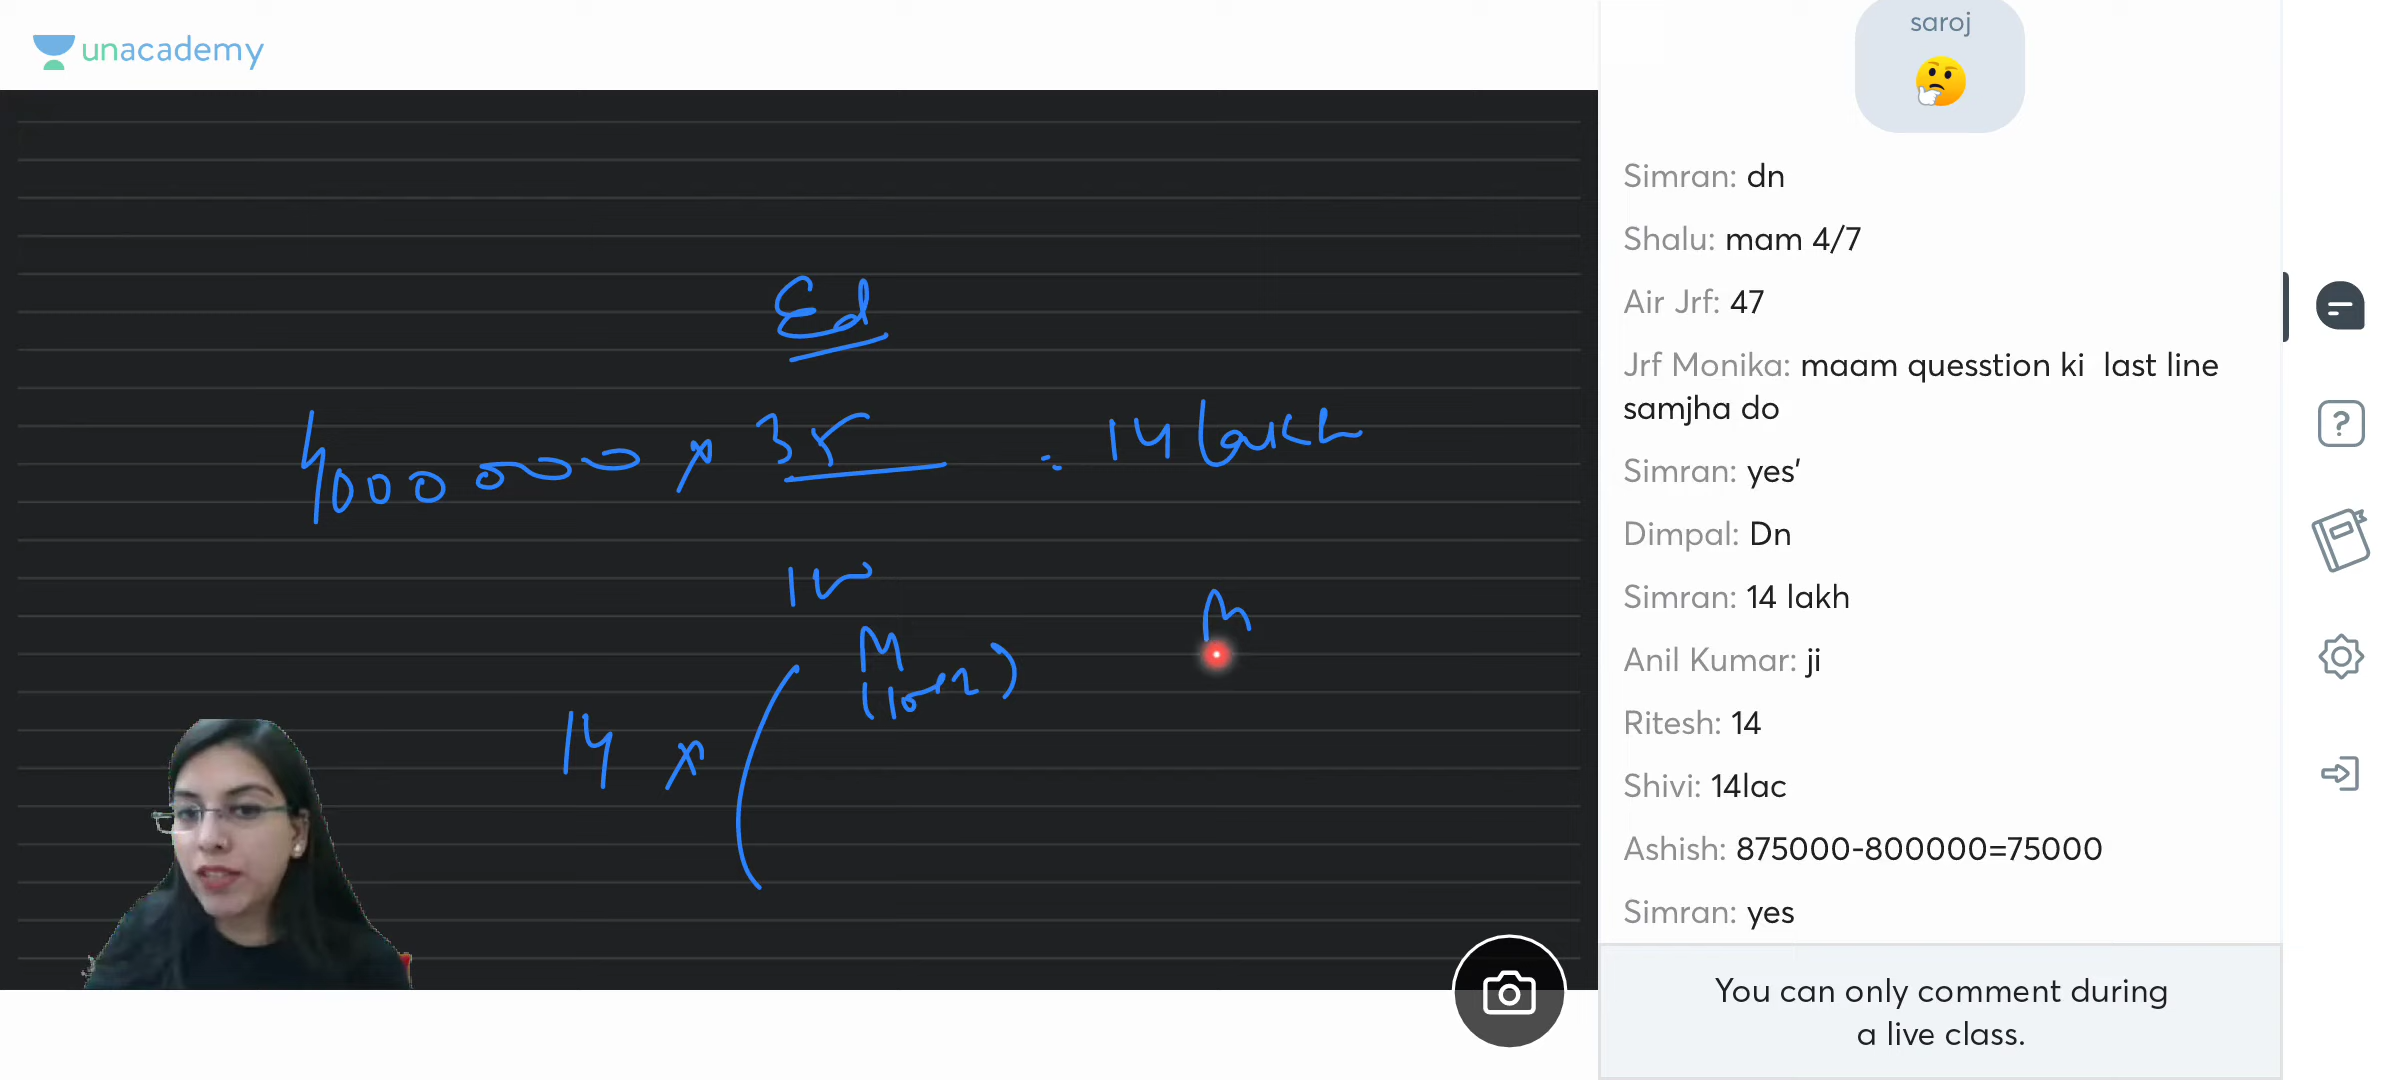 unacademy
Ed
4000000 × 35 = 14 lakh
100
M
M
14 × (
saroj
Simran: dn
Shalu: mam 4/7
Air Jrf: 47
Jrf Monika: maam quesstion ki last line
samjha do
Simran: yes'
Dimpal: Dn
Simran: 14 lakh
Anil Kumar: ji
Ritesh: 14
Shivi: 14lac
Ashish: 875000-800000=75000
Simran: yes
You can only comment during
a live class.